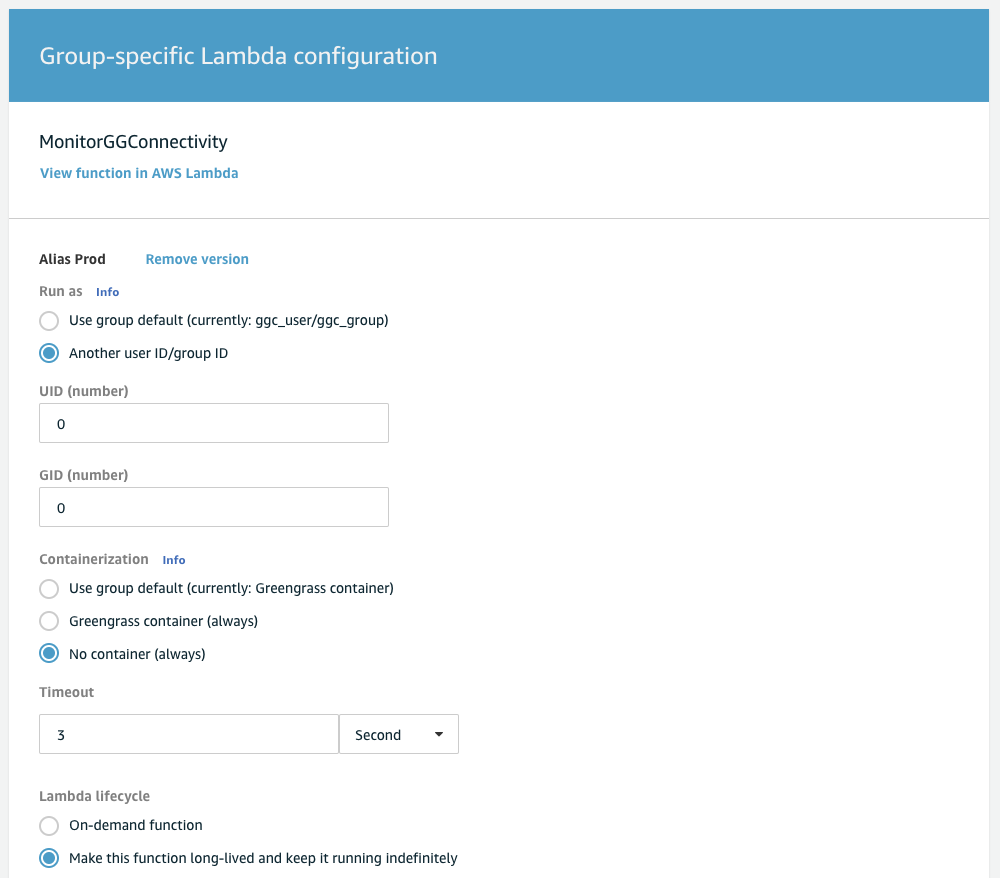 Group-specific Lambda configuration
MonitorGGConnectivity
View function in AWS Lambda
Alias Prod Remove version
Run as Info
Use group default (currently: ggc_user/ggc_group)
Another user ID/group ID
UID (number)
0
GID (number)
0
Containerization Info
Use group default (currently: Greengrass container)
Greengrass container (always)
No container (always)
Timeout
3 Second
Lambda lifecycle
On-demand function
Make this function long-lived and keep it running indefinitely